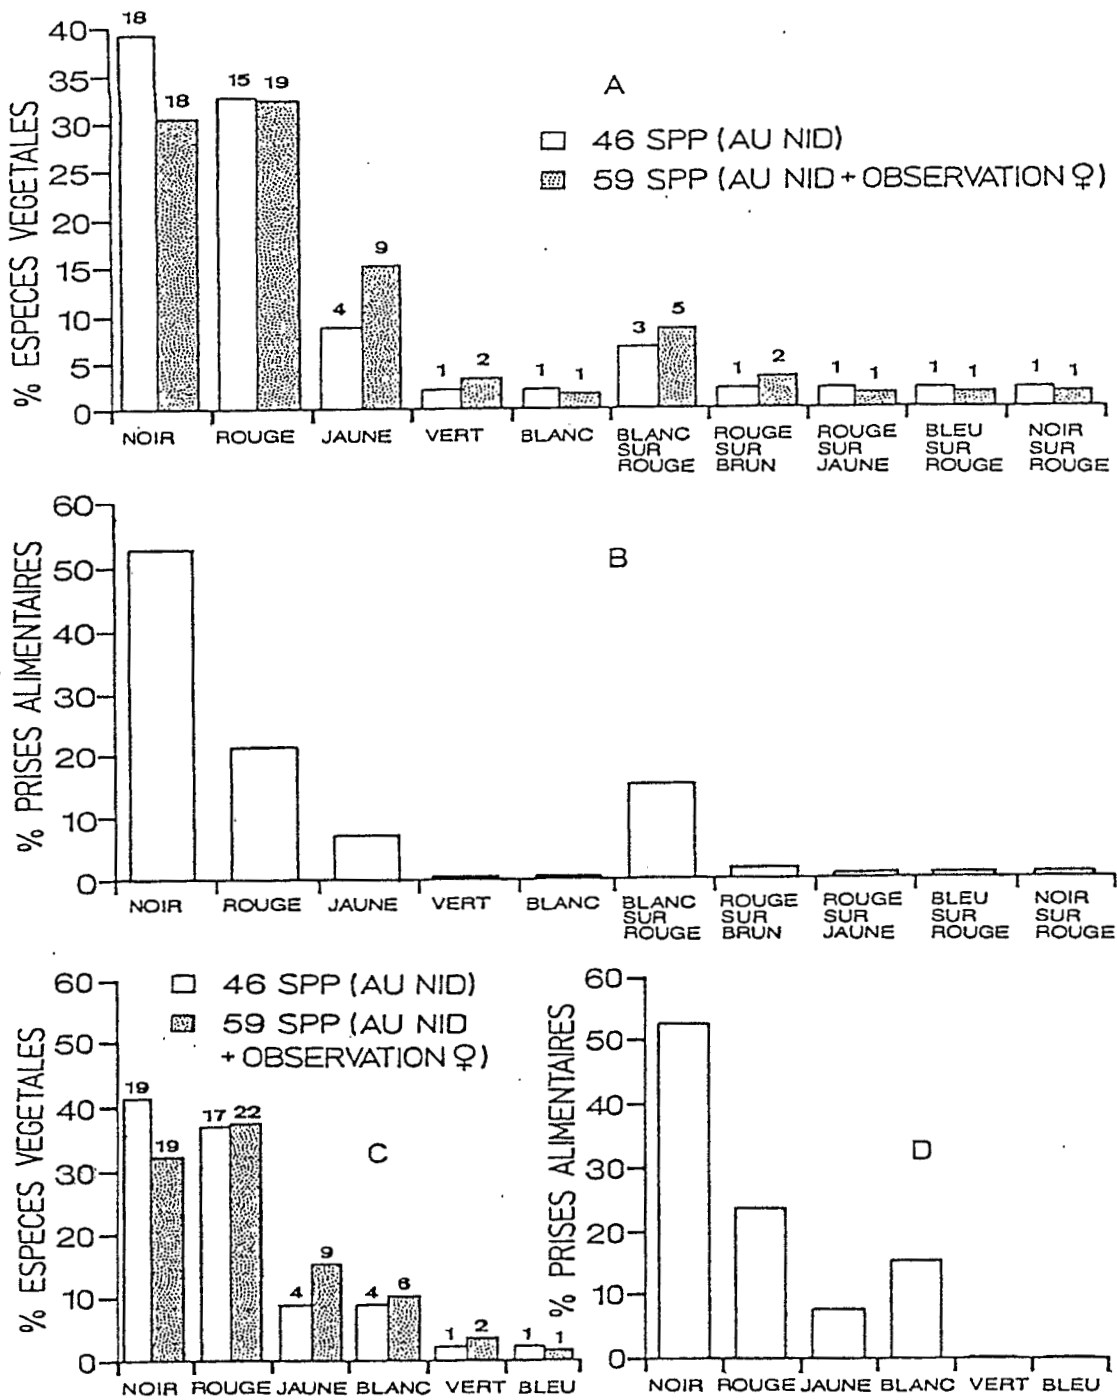 A
46 SPP (AU NID)
59 SPP (AU NID + OBSERVATION ♀)
% ESPECES VEGETALES
40
35
30
25
20
15
10
5
0
18 18 15 19 4 9 1 2 1 1 3 5 1 2 1 1 1 1 1 1
NOIR ROUGE JAUNE VERT BLANC
BLANC SUR ROUGE
ROUGE SUR BRUN
ROUGE SUR JAUNE
BLEU SUR ROUGE
NOIR SUR ROUGE
B
% PRISES ALIMENTAIRES
60
50
40
30
20
10
0
NOIR ROUGE JAUNE VERT BLANC
BLANC SUR ROUGE
ROUGE SUR BRUN
ROUGE SUR JAUNE
BLEU SUR ROUGE
NOIR SUR ROUGE
46 SPP (AU NID)
59 SPP (AU NID
+ OBSERVATION ♀)
C
% ESPECES VEGETALES
60
50
40
30
20
10
0
19 19 17 22 4 9 4 6 1 2 1 1
NOIR ROUGE JAUNE BLANC VERT BLEU
D
% PRISES ALIMENTAIRES
60
50
40
30
20
10
0
NOIR ROUGE JAUNE BLANC VERT BLEU